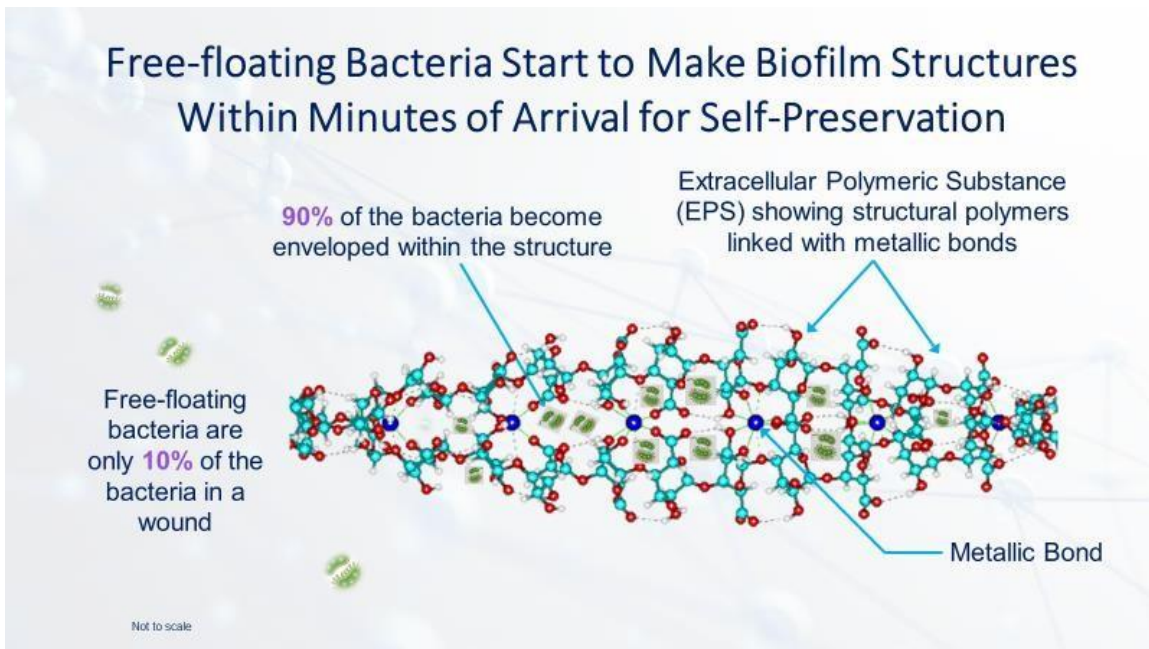 Free-floating Bacteria Start to Make Biofilm Structures
Within Minutes of Arrival for Self-Preservation
Extracellular Polymeric Substance
(EPS) showing structural polymers
linked with metallic bonds
90% of the bacteria become
enveloped within the structure
Free-floating
bacteria are
only 10% of the
bacteria in a
wound
Metallic Bond
Not to scale